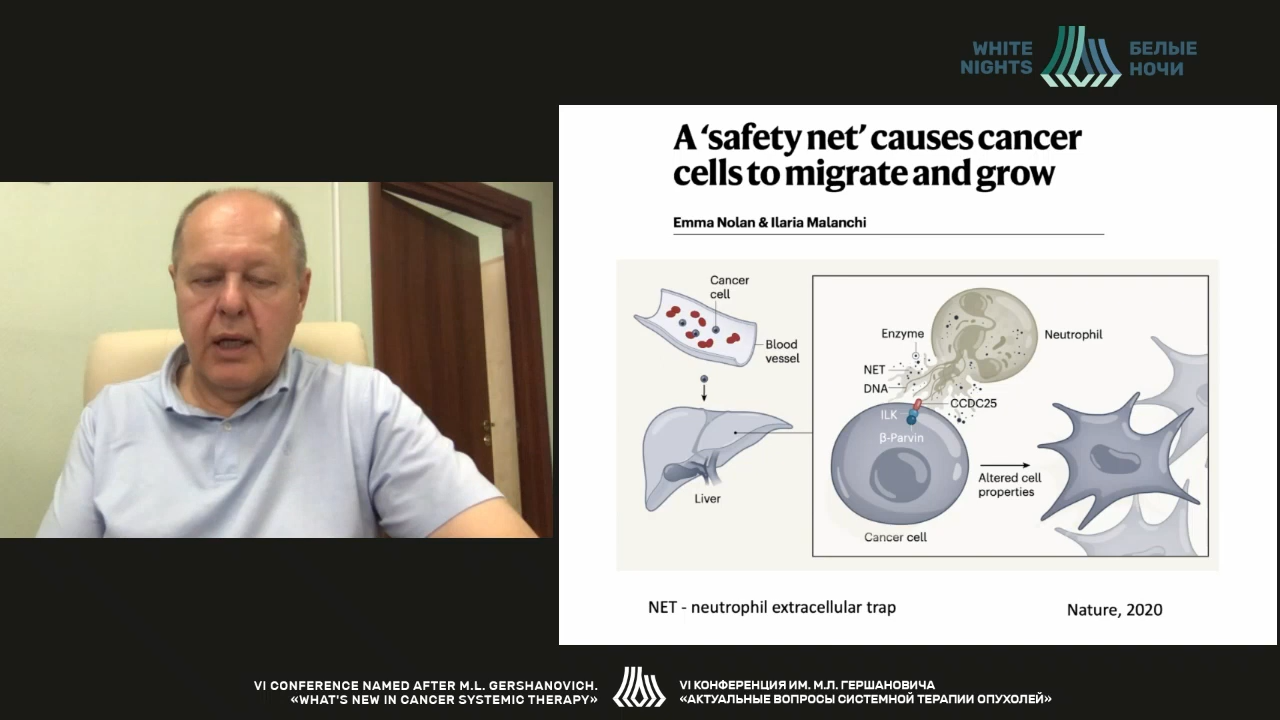 WHITE
NIGHTS
БЕЛЫЕ
НОЧИ
A ‘safety net’ causes cancer
cells to migrate and grow
Emma Nolan & Ilaria Malanchi
Cancer
cell
Blood
vessel
Liver
Enzyme
Neutrophil
NET
DNA
CCDC25
ILK
β-Parvin
Altered cell
properties
Cancer cell
NET - neutrophil extracellular trap
Nature, 2020
VI CONFERENCE NAMED AFTER M.L. GERSHANOVICH.
«WHAT'S NEW IN CANCER SYSTEMIC THERAPY»
VI КОНФЕРЕНЦИЯ ИМ. М.Л. ГЕРШАНОВИЧА
«АКТУАЛЬНЫЕ ВОПРОСЫ СИСТЕМНОЙ ТЕРАПИИ ОПУХОЛЕЙ»